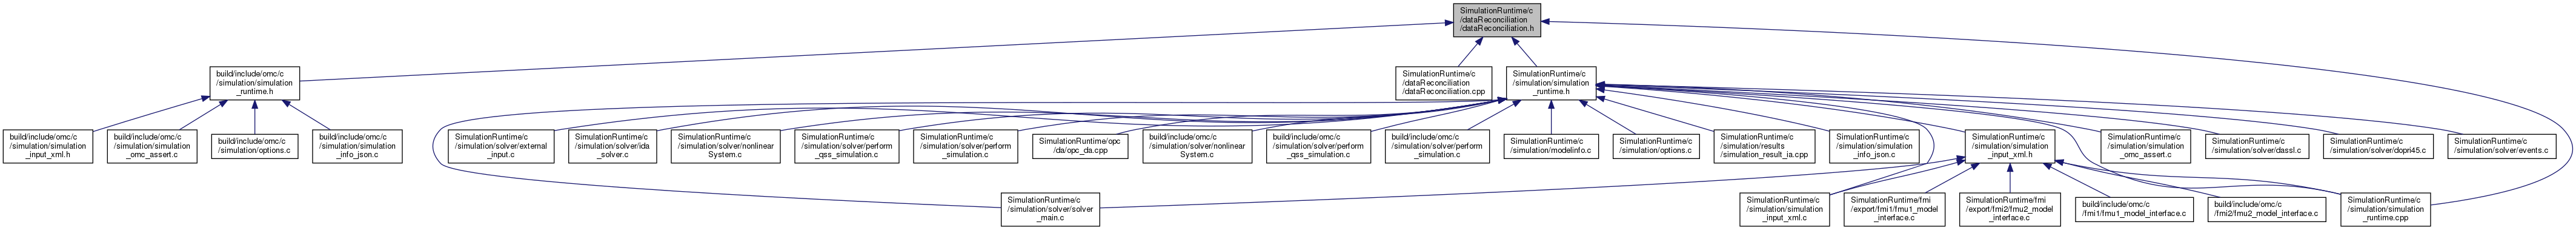 SimulationRuntime/c
/dataReconciliation
/dataReconciliation.h
build/include/omc/c
/simulation/simulation
_runtime.h
SimulationRuntime/c
/dataReconciliation
/dataReconciliation.cpp
SimulationRuntime/c
/simulation/simulation
_runtime.h
build/include/omc/c
/simulation/simulation
_input_xml.h
build/include/omc/c
/simulation/simulation
_omc_assert.c
build/include/omc/c
/simulation/options.c
build/include/omc/c
/simulation/simulation
_info_json.c
SimulationRuntime/c
/simulation/solver/external
_input.c
SimulationRuntime/c
/simulation/solver/ida
_solver.c
SimulationRuntime/c
/simulation/solver/nonlinear
System.c
SimulationRuntime/c
/simulation/solver/perform
_qss_simulation.c
SimulationRuntime/c
/simulation/solver/perform
_simulation.c
SimulationRuntime/opc
/da/opc_da.cpp
build/include/omc/c
/simulation/solver/nonlinear
System.c
build/include/omc/c
/simulation/solver/perform
_qss_simulation.c
build/include/omc/c
/simulation/solver/perform
_simulation.c
SimulationRuntime/c
/simulation/modelinfo.c
SimulationRuntime/c
/simulation/options.c
SimulationRuntime/c
/simulation/results
/simulation_result_ia.cpp
SimulationRuntime/c
/simulation/simulation
_info_json.c
SimulationRuntime/c
/simulation/simulation
_input_xml.h
SimulationRuntime/c
/simulation/simulation
_omc_assert.c
SimulationRuntime/c
/simulation/solver/dassl.c
SimulationRuntime/c
/simulation/solver/dopri45.c
SimulationRuntime/c
/simulation/solver/events.c
SimulationRuntime/c
/simulation/solver/solver
_main.c
SimulationRuntime/c
/simulation/simulation
_input_xml.c
SimulationRuntime/fmi
/export/fmi1/fmu1_model
_interface.c
SimulationRuntime/fmi
/export/fmi2/fmu2_model
_interface.c
build/include/omc/c
/fmi1/fmu1_model_interface.c
build/include/omc/c
/fmi2/fmu2_model_interface.c
SimulationRuntime/c
/simulation/simulation
_runtime.cpp